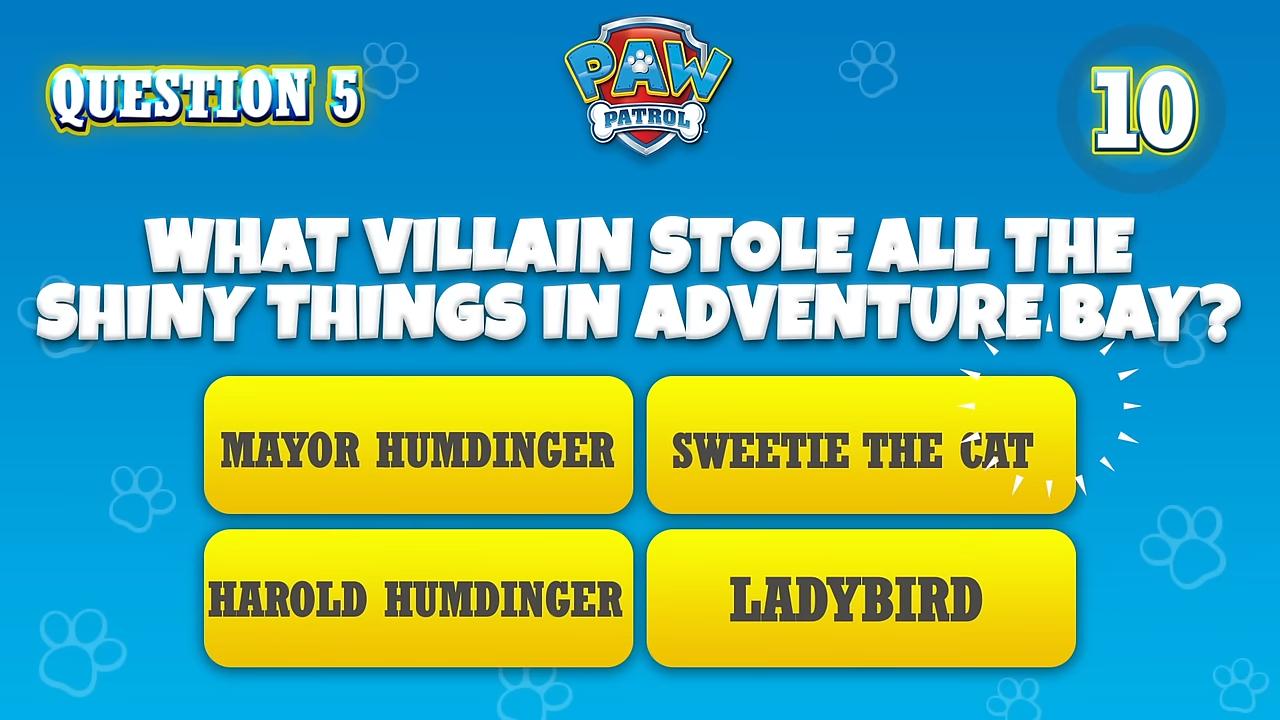 QUESTION 5
PAW
PATROL
10
WHAT VILLAIN STOLE ALL THE
SHINY THINGS IN ADVENTURE BAY?
MAYOR HUMDINGER
SWEETIE THE CAT
HAROLD HUMDINGER
LADYBIRD